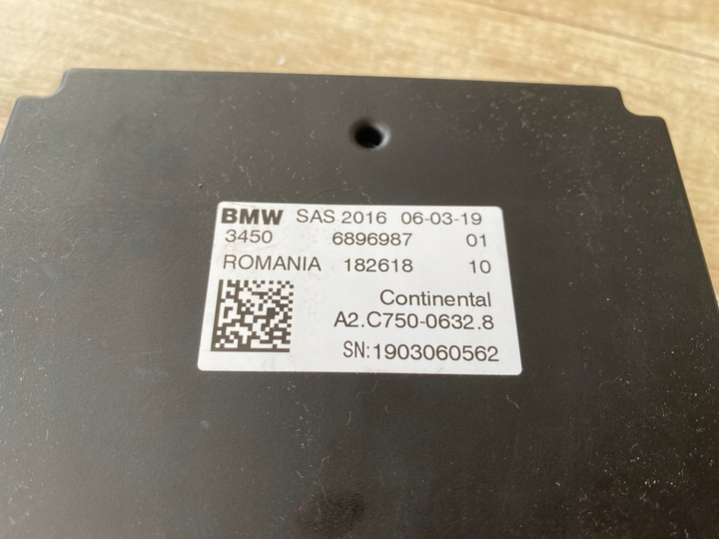 BMW SAS 2016 06-03-19
3450 6896987 01
ROMANIA 182618 10
Continental
A2.C750-0632.8
SN:1903060562